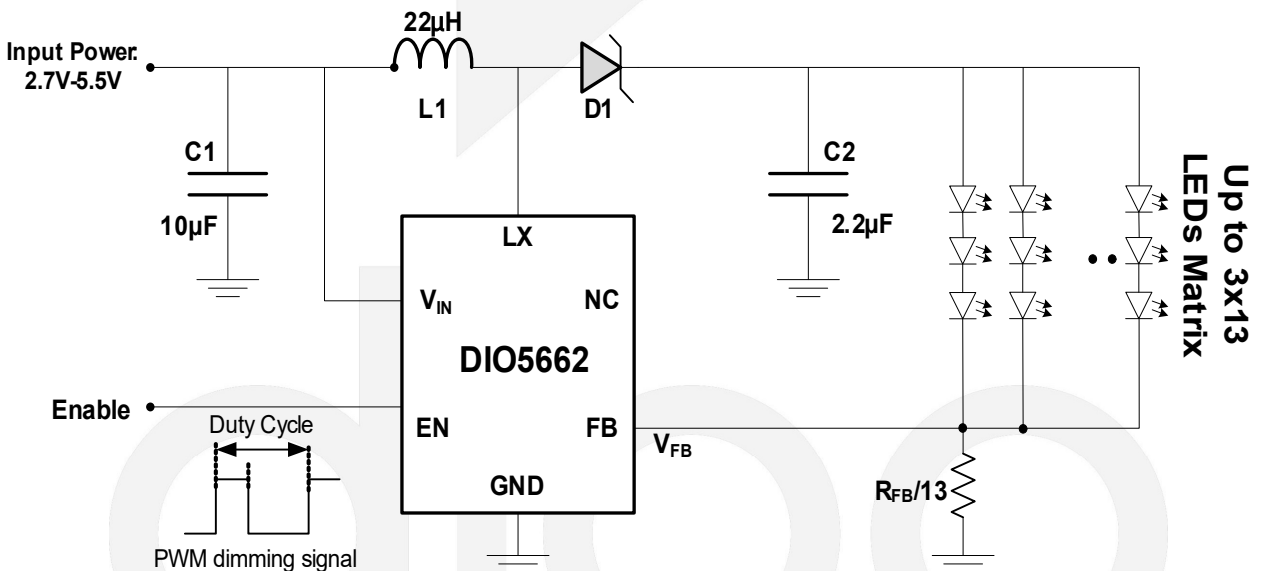 22µH
Input Power:
2.7V-5.5V
L1
D1
C1
10µF
C2
2.2µF
Up to 3x13
LEDs Matrix
LX
VIN
NC
DIO5662
Enable
EN
FB
VFB
GND
Duty Cycle
RFB/13
PWM dimming signal
dioo